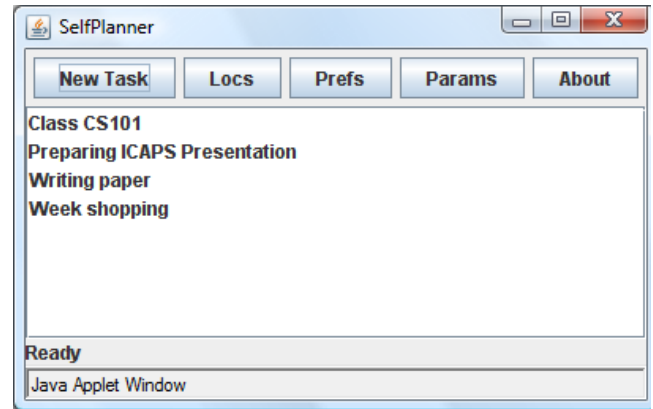 SelfPlanner
New Task Locs Prefs Params About
Class CS101
Preparing ICAPS Presentation
Writing paper
Week shopping
Ready
Java Applet Window